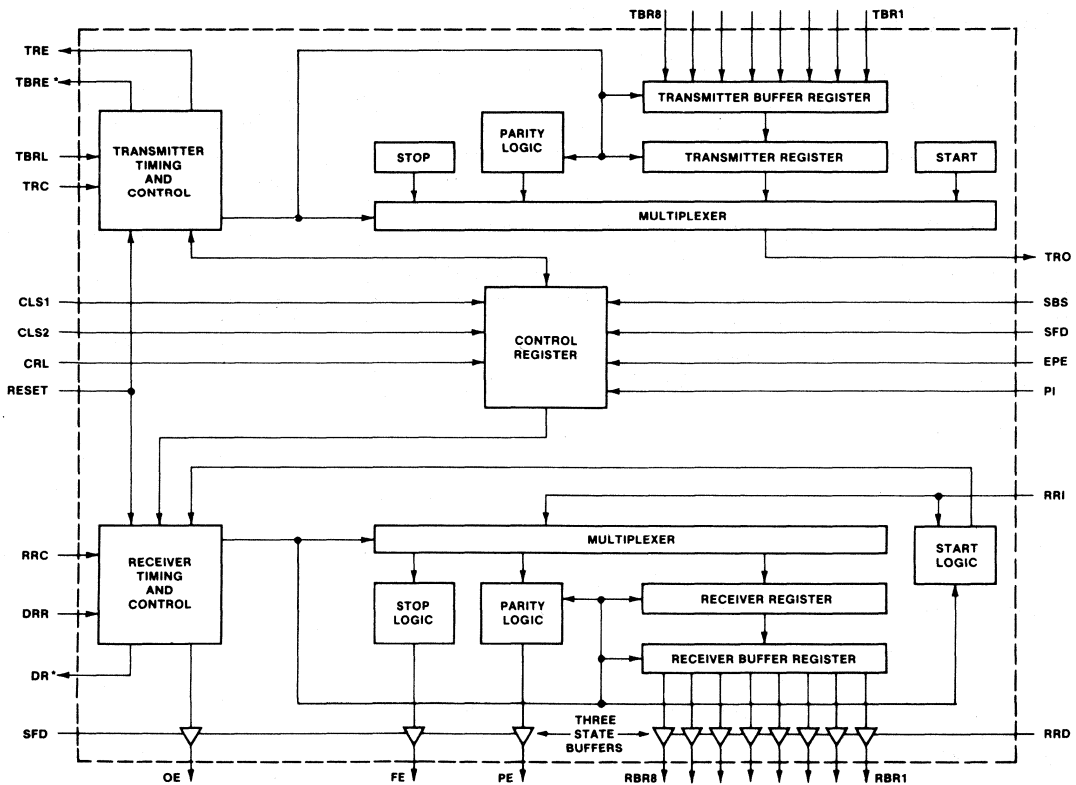 TBR8
TBR1
TRE
TBRE *
TRANSMITTER BUFFER REGISTER
TRANSMITTER
TIMING
AND
CONTROL
TBRL
TRC
STOP
PARITY
LOGIC
TRANSMITTER REGISTER
START
MULTIPLEXER
TRO
CLS1
CLS2
CRL
RESET
CONTROL
REGISTER
SBS
SFD
EPE
PI
RRI
RRC
DRR
DR*
RECEIVER
TIMING
AND
CONTROL
MULTIPLEXER
START
LOGIC
STOP
LOGIC
PARITY
LOGIC
RECEIVER REGISTER
RECEIVER BUFFER REGISTER
SFD
THREE
STATE
BUFFERS
RRD
OE
FE
PE
RBR8
RBR1